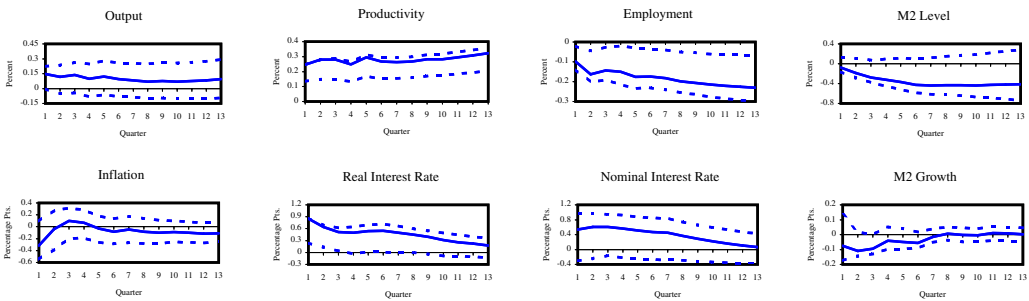 Output
Productivity
Employment
M2 Level
Percent
0.45
0.3
0.15
0
-0.15
1 2 3 4 5 6 7 8 9 10 11 12 13
Quarter
Percent
0.4
0.3
0.2
0.1
0
1 2 3 4 5 6 7 8 9 10 11 12 13
Quarter
Percent
0
-0.1
-0.2
-0.3
1 2 3 4 5 6 7 8 9 10 11 12 13
Quarter
Percent
0.4
0
-0.4
-0.8
1 2 3 4 5 6 7 8 9 10 11 12 13
Quarter
Inflation
Real Interest Rate
Nominal Interest Rate
M2 Growth
Percentage Pts.
0.4
0.2
0
-0.2
-0.4
-0.6
1 2 3 4 5 6 7 8 9 10 11 12 13
Quarter
Percentage Pts.
1.2
0.9
0.6
0.3
0
-0.3
1 2 3 4 5 6 7 8 9 10 11 12 13
Quarter
Percentage Pts.
1.2
0.8
0.4
0
-0.4
1 2 3 4 5 6 7 8 9 10 11 12 13
Quarter
Percentage Pts.
0.2
0.1
0
-0.1
-0.2
1 2 3 4 5 6 7 8 9 10 11 12 13
Quarter